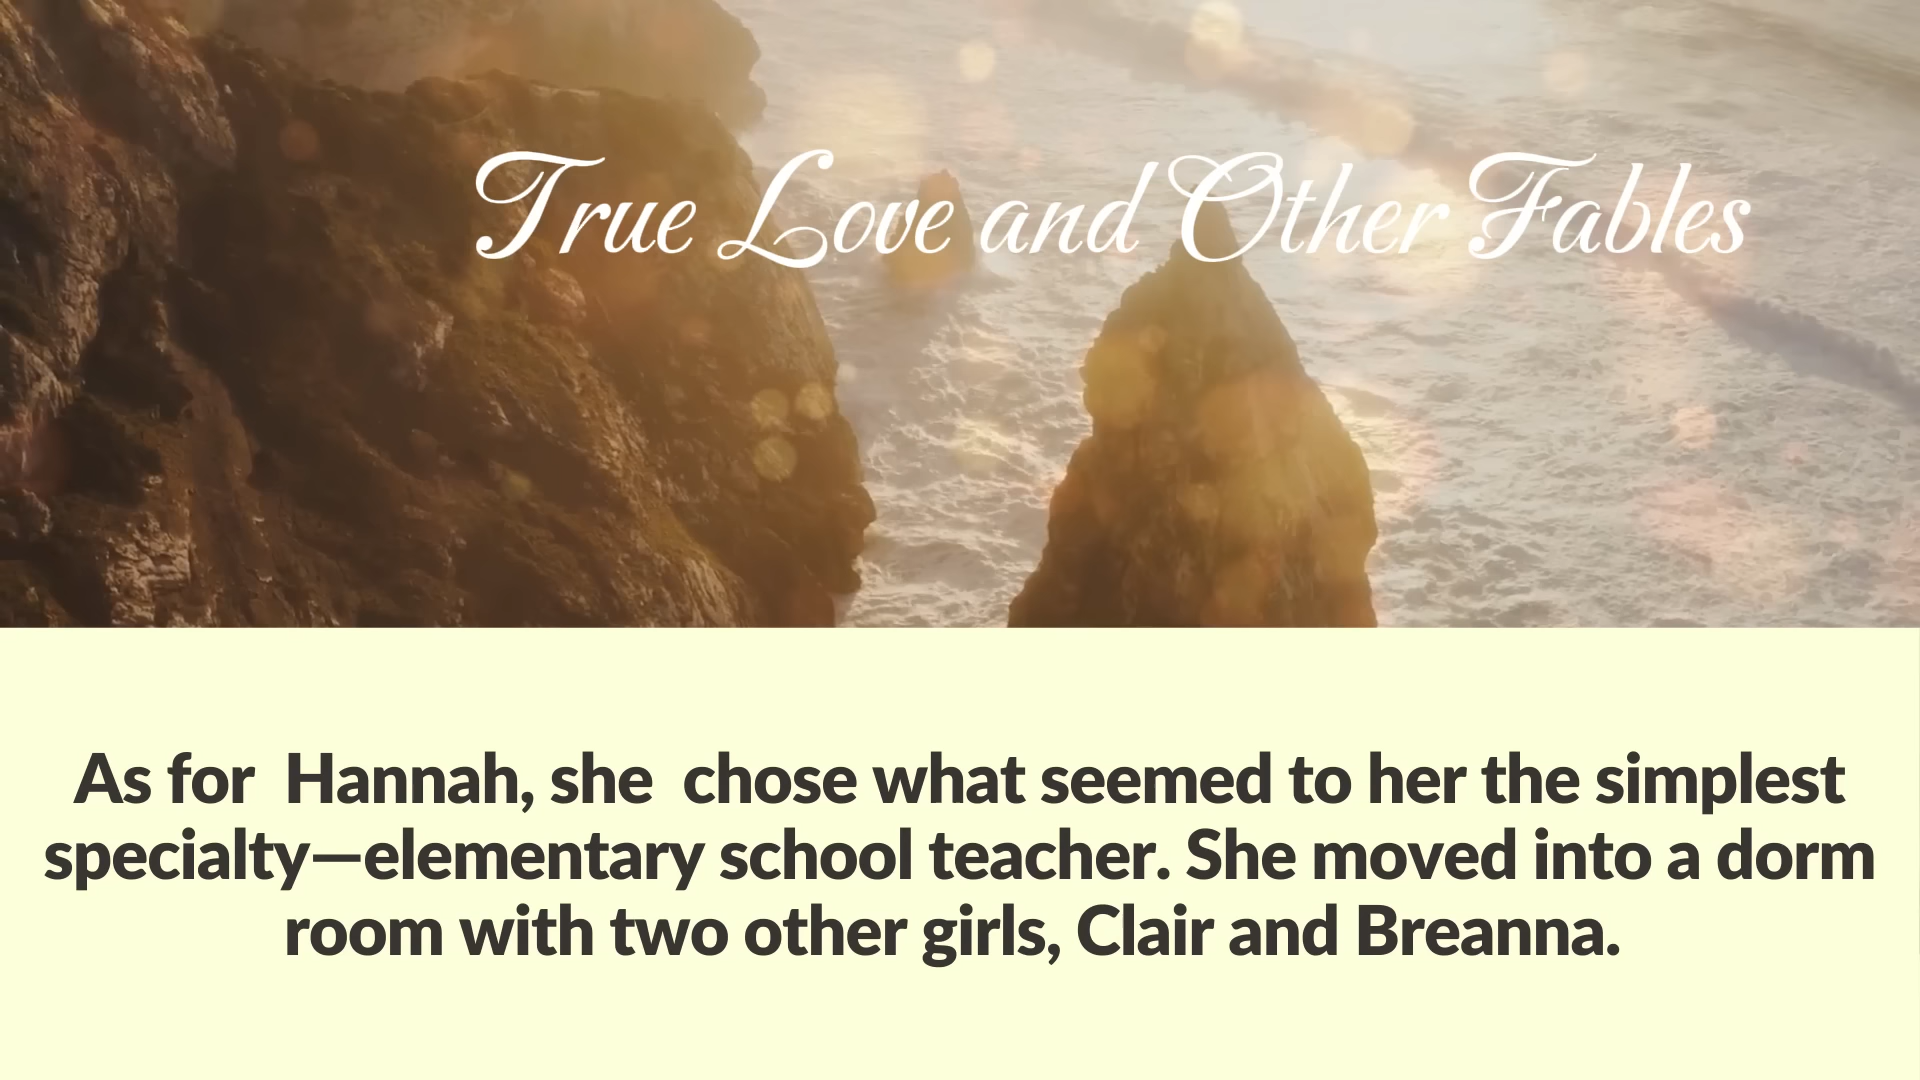 True Love and Other Fables
As for  Hannah, she  chose what seemed to her the simplest
specialty—elementary school teacher. She moved into a dorm
room with two other girls, Clair and Breanna.